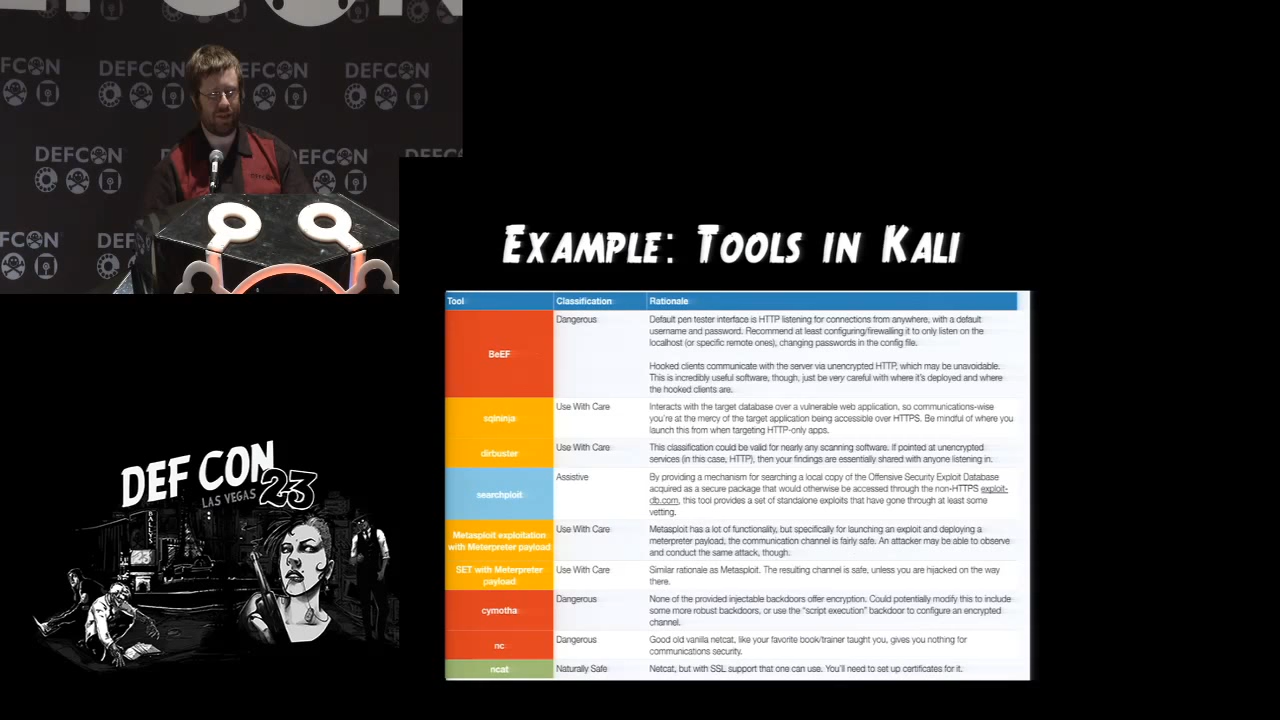 DEFCON DEFCON DEFCON DEFCON
DEFCON DEFCON DEFCON
DEFCON DEFCON
EXAMPLE: TOOLS IN KALI
Tool Classification Rationale
BeEF Dangerous Default pen tester interface is HTTP listening for connections from anywhere, with a default
username and password. Recommend at least configuring/firewalling it to only listen on the
localhost (or specific remote ones), changing passwords in the config file.
Hooked clients communicate with the server via unencrypted HTTP, which may be unavoidable.
This is incredibly useful software, though, just be very careful with where it's deployed and where
the hooked clients are.
sqlninja Use With Care Interacts with the target database over a vulnerable web application, so communications-wise
you're at the mercy of the target application being accessible over HTTPS. Be mindful of where you
launch this from when targeting HTTP-only apps.
dirbuster Use With Care This classification could be valid for nearly any scanning software. If pointed at unencrypted
services (in this case, HTTP), then your findings are essentially shared with anyone listening in.
searchploit Assistive By providing a mechanism for searching a local copy of the Offensive Security Exploit Database
acquired as a secure package that would otherwise be accessed through the non-HTTPS exploit-
db.com, this tool provides a set of standalone exploits that have gone through at least some
vetting.
Metasploit exploitation
with Meterpreter payload Use With Care Metasploit has a lot of functionality, but specifically for launching an exploit and deploying a
meterpreter payload, the communication channel is fairly safe. An attacker may be able to observe
and conduct the same attack, though.
SET with Meterpreter
payload Use With Care Similar rationale as Metasploit. The resulting channel is safe, unless you are hijacked on the way
there.
cymotha Dangerous None of the provided injectable backdoors offer encryption. Could potentially modify this to include
some more robust backdoors, or use the "script execution" backdoor to configure an encrypted
channel.
nc Dangerous Good old vanilla netcat, like your favorite book/trainer taught you, gives you nothing for
communications security.
ncat Naturally Safe Netcat, but with SSL support that one can use. You'll need to set up certificates for it.
DEF CON
LAS VEGAS 23